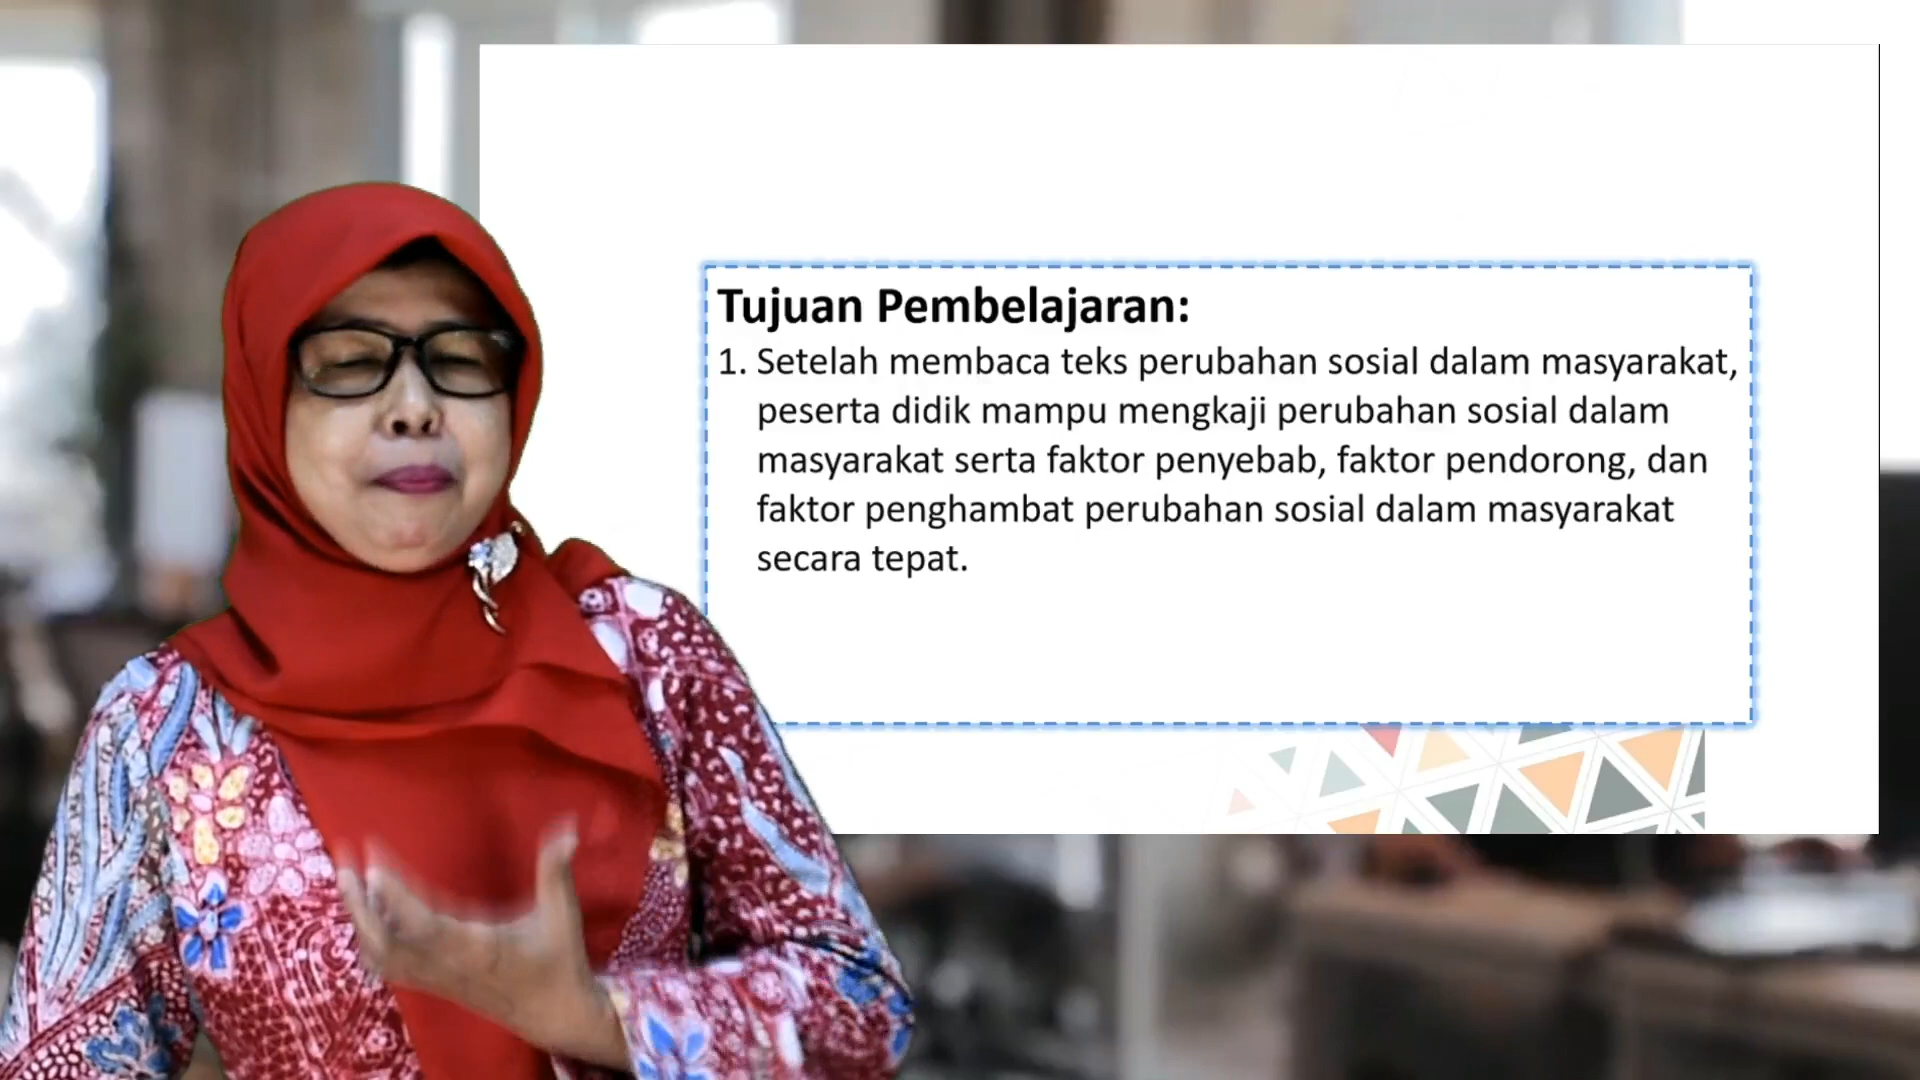 Tujuan Pembelajaran:
1. Setelah membaca teks perubahan sosial dalam masyarakat,
peserta didik mampu mengkaji perubahan sosial dalam
masyarakat serta faktor penyebab, faktor pendorong, dan
faktor penghambat perubahan sosial dalam masyarakat
secara tepat.